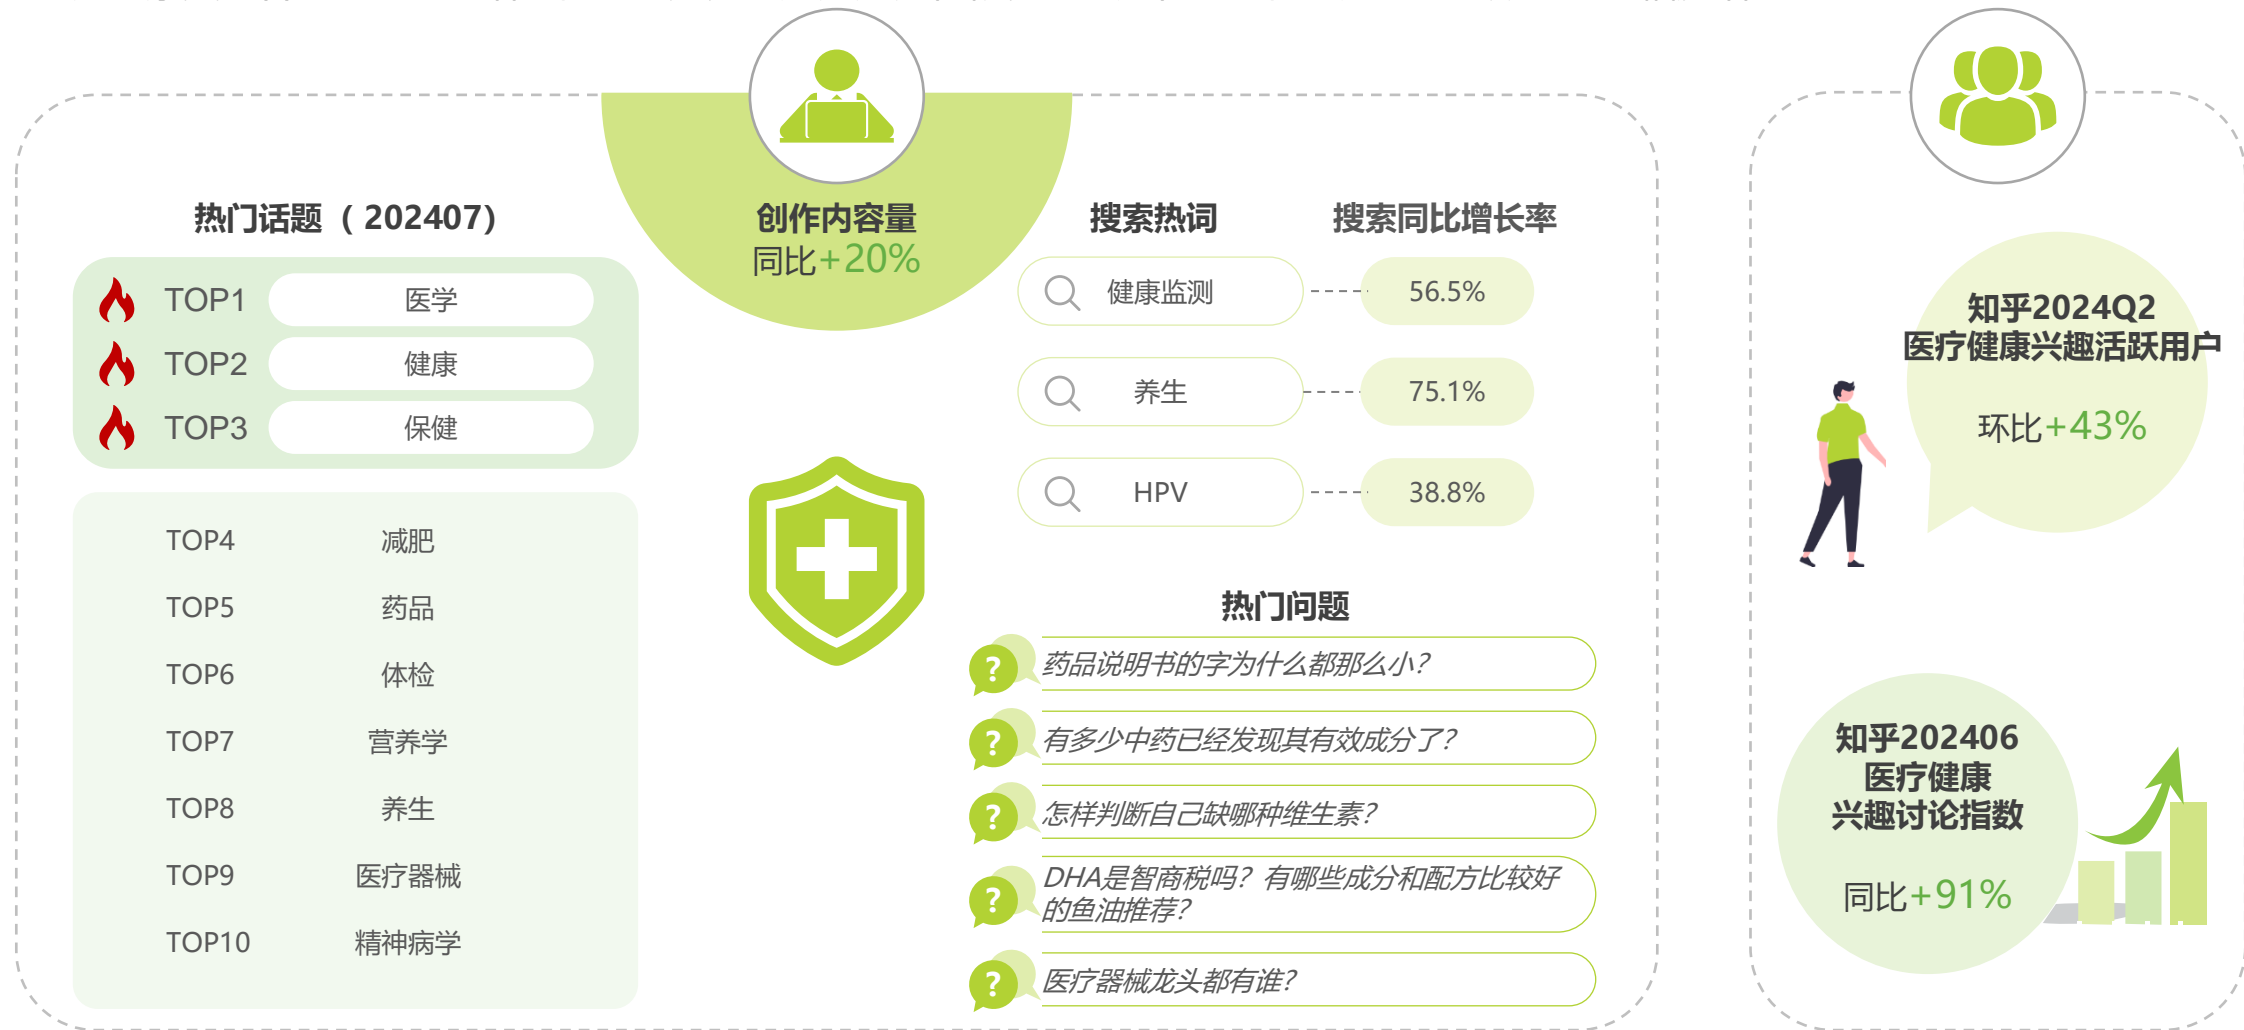 热门话题（202407）
TOP1 医学
TOP2 健康
TOP3 保健
TOP4 减肥
TOP5 药品
TOP6 体检
TOP7 营养学
TOP8 养生
TOP9 医疗器械
TOP10 精神病学
创作内容量
同比+20%
搜索热词 搜索同比增长率
健康监测 56.5%
养生 75.1%
HPV 38.8%
热门问题
? 药品说明书的字为什么都那么小？
? 有多少中药已经发现其有效成分了？
? 怎样判断自己缺哪种维生素？
? DHA是智商税吗？有哪些成分和配方比较好
的鱼油推荐？
? 医疗器械龙头都有谁？
知乎2024Q2
医疗健康兴趣活跃用户
环比+43%
知乎202406
医疗健康
兴趣讨论指数
同比+91%